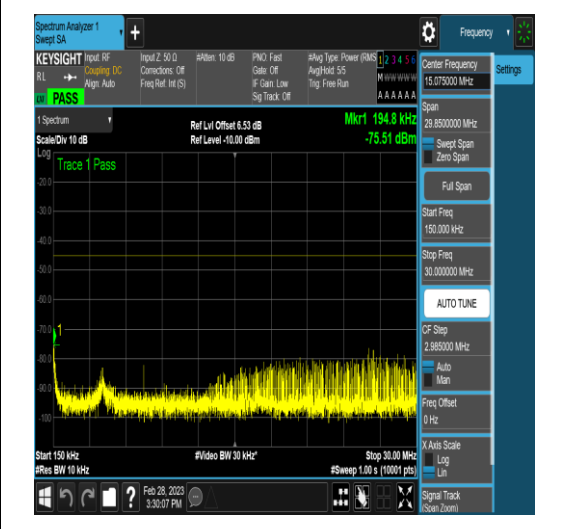 Spectrum Analyzer 1
Swept SA
+
Frequency
KEYSIGHT Input: RF
RL
Coupling: DC
Align: Auto
Input Z: 50 Ω
Corrections: Off
Freq Ref: Int (S)
#Atten: 10 dB
PNO: Fast
Gate: Off
IF Gain: Low
Sig Track: Off
#Avg Type: Power (RMS
Avg|Hold: 5/5
Trig: Free Run
1 2 3 4 5 6
M W W W W W
A A A A A A
PASS
1 Spectrum
Scale/Div 10 dB
Ref Lvl Offset 6.53 dB
Ref Level -10.00 dBm
Mkr1 194.8 kHz
-75.51 dBm
Log
Trace 1 Pass
-20.0
-30.0
-40.0
-50.0
-60.0
-70.0
-80.0
-90.0
-100
1
Start 150 kHz
#Res BW 10 kHz
#Video BW 30 kHz*
Stop 30.00 MHz
#Sweep 1.00 s (10001 pts)
Feb 28, 2023
3:30:07 PM
?
Center Frequency
15.075000 MHz
Settings
Span
29.8500000 MHz
Swept Span
Zero Span
Full Span
Start Freq
150.000 kHz
Stop Freq
30.000000 MHz
AUTO TUNE
CF Step
2.985000 MHz
Auto
Man
Freq Offset
0 Hz
X Axis Scale
Log
Lin
Signal Track
(Span Zoom)